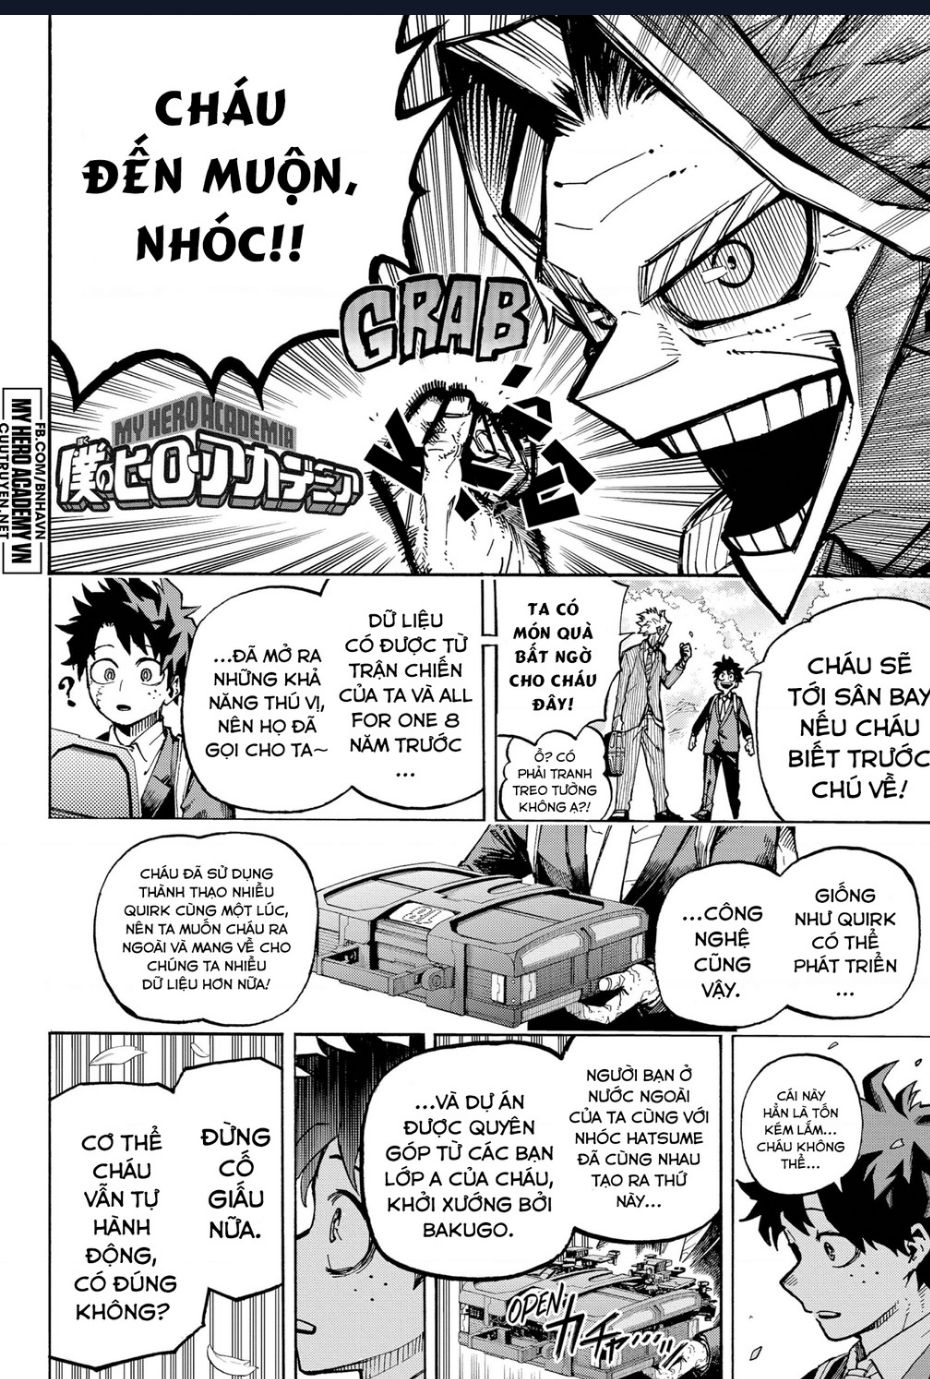 CHÁU
ĐẾN MUỘN,
NHÓC!!
GRAB
MY HERO ACADEMIA
僕のヒーローアカデミア
FB.COM/BNHAVN
MY HERO ACADEMY VN
CUUTRUYEN.NET
CHÁU SẼ
TỚI SÂN BAY
NẾU CHÁU
BIẾT TRƯỚC
CHÚ VỀ!
TA CÓ
MÓN QUÀ
BẤT NGỜ
CHO CHÁU
ĐÂY!
Ồ? CÓ
PHẢI TRANH
TREO TƯỜNG
KHÔNG Ạ?!
DỮ LIỆU
CÓ ĐƯỢC TỪ
TRẬN CHIẾN
CỦA TA VÀ ALL
FOR ONE 8
NĂM TRƯỚC
...
...ĐÃ MỞ RA
NHỮNG KHẢ
NĂNG THÚ VỊ,
NÊN HỌ ĐÃ
GỌI CHO TA~
?
GIỐNG
NHƯ QUIRK
CÓ THỂ
PHÁT TRIỂN
...
...CÔNG
NGHỆ
CŨNG
VẬY.
CHÁU ĐÃ SỬ DỤNG
THÀNH THẠO NHIỀU
QUIRK CÙNG MỘT LÚC,
NÊN TA MUỐN CHÁU RA
NGOÀI VÀ MANG VỀ CHO
CHÚNG TA NHIỀU
DỮ LIỆU HƠN NỮA!
CÁI NÀY
HẲN LÀ TỐN
KÉM LẮM...
CHÁU KHÔNG
THỂ...
NGƯỜI BẠN Ở
NƯỚC NGOÀI
CỦA TA CÙNG VỚI
NHÓC HATSUME
ĐÃ CÙNG NHAU
TẠO RA THỨ
NÀY...
...VÀ DỰ ÁN
ĐƯỢC QUYÊN
GÓP TỪ CÁC BẠN
LỚP A CỦA CHÁU,
KHỞI XƯỚNG BỞI
BAKUGO.
OPEN:
カチャ...
ĐỪNG
CỐ
GIẤU
NỮA.
CƠ THỂ
CHÁU
VẪN TỰ
HÀNH
ĐỘNG,
CÓ ĐÚNG
KHÔNG?